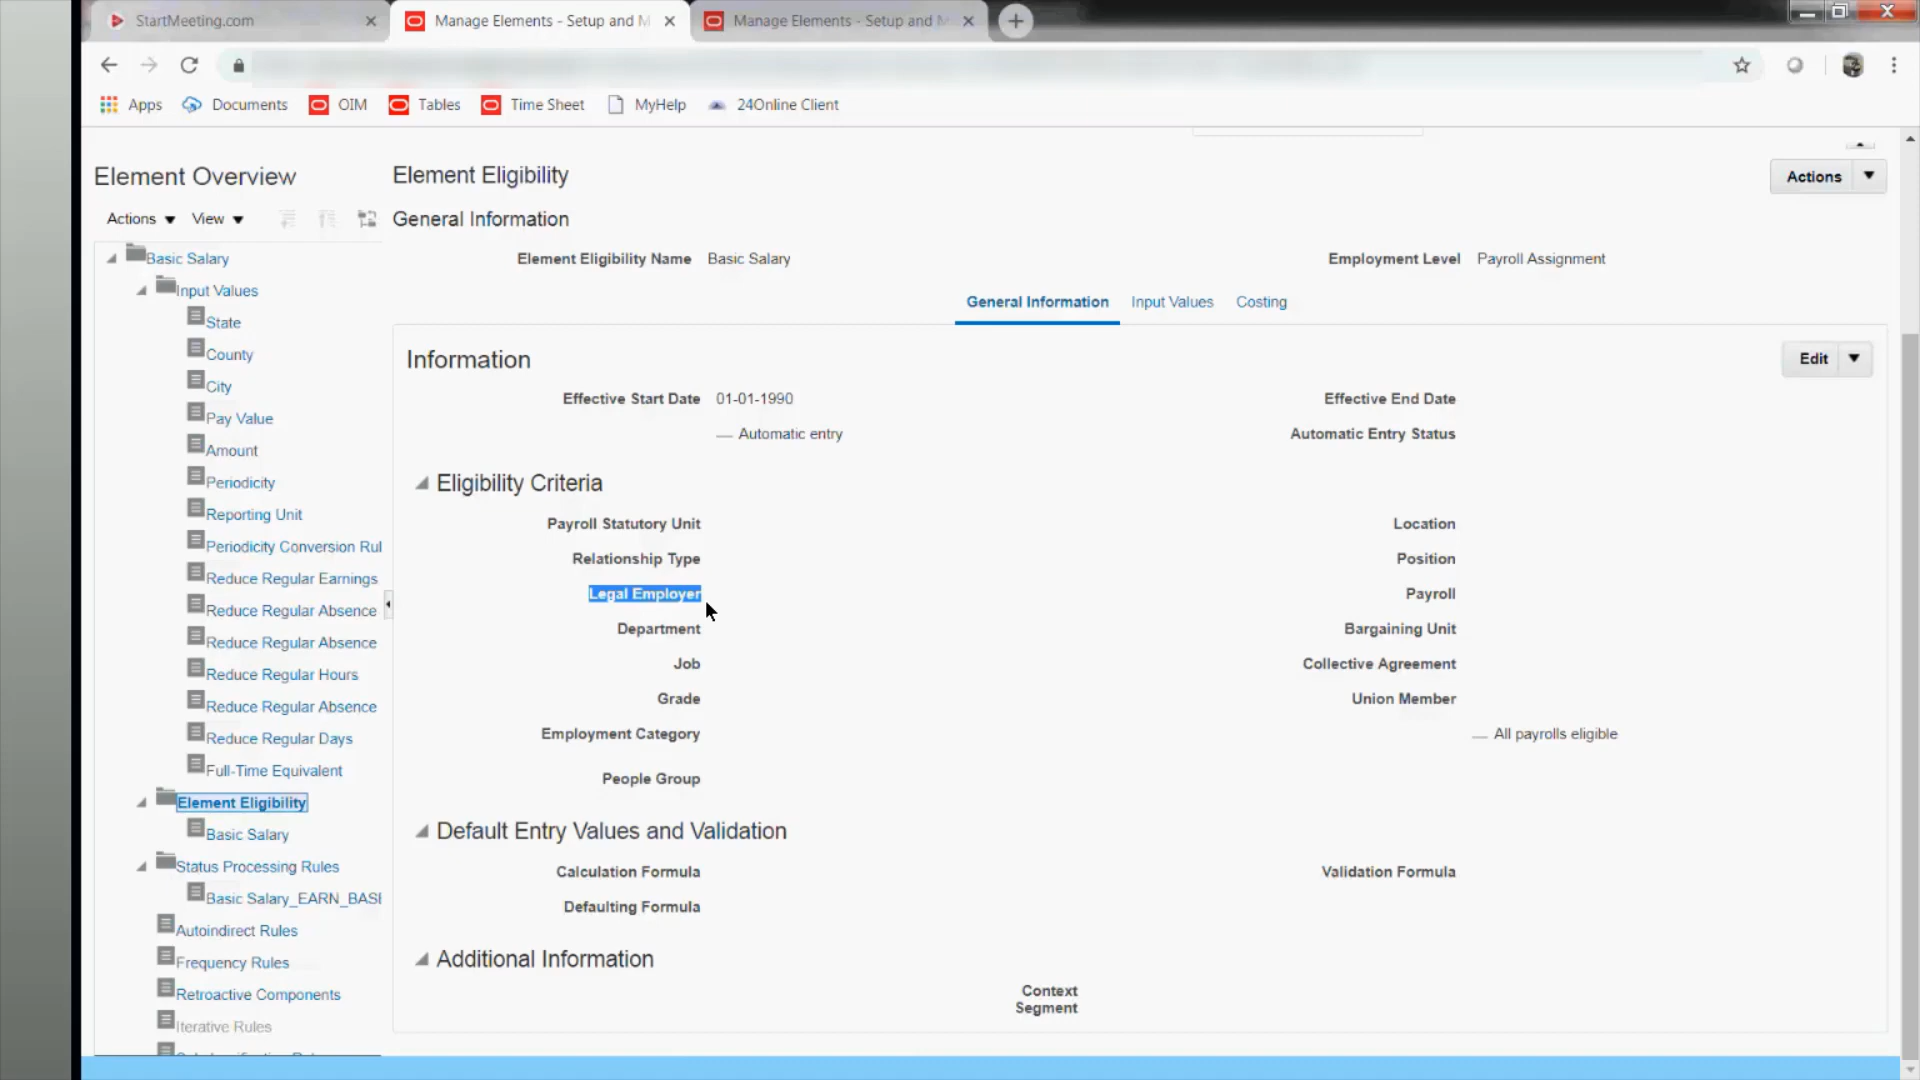 StartMeeting.com
Manage Elements - Setup and M
Manage Elements - Setup and M
Apps Documents OIM Tables Time Sheet MyHelp 24Online Client
Element Overview
Actions View
Basic Salary
Input Values
State
County
City
Pay Value
Amount
Periodicity
Reporting Unit
Periodicity Conversion Rul
Reduce Regular Earnings
Reduce Regular Absence
Reduce Regular Absence
Reduce Regular Hours
Reduce Regular Absence
Reduce Regular Days
Full-Time Equivalent
Element Eligibility
Basic Salary
Status Processing Rules
Basic Salary_EARN_BASI
Autoindirect Rules
Frequency Rules
Retroactive Components
Iterative Rules
Element Eligibility
Actions
General Information
Element Eligibility Name Basic Salary
Employment Level Payroll Assignment
General Information Input Values Costing
Information
Edit
Effective Start Date 01-01-1990
Effective End Date
Automatic entry
Automatic Entry Status
Eligibility Criteria
Payroll Statutory Unit
Location
Relationship Type
Position
Legal Employer
Payroll
Department
Bargaining Unit
Job
Collective Agreement
Grade
Union Member
Employment Category
All payrolls eligible
People Group
Default Entry Values and Validation
Calculation Formula
Validation Formula
Defaulting Formula
Additional Information
Context
Segment